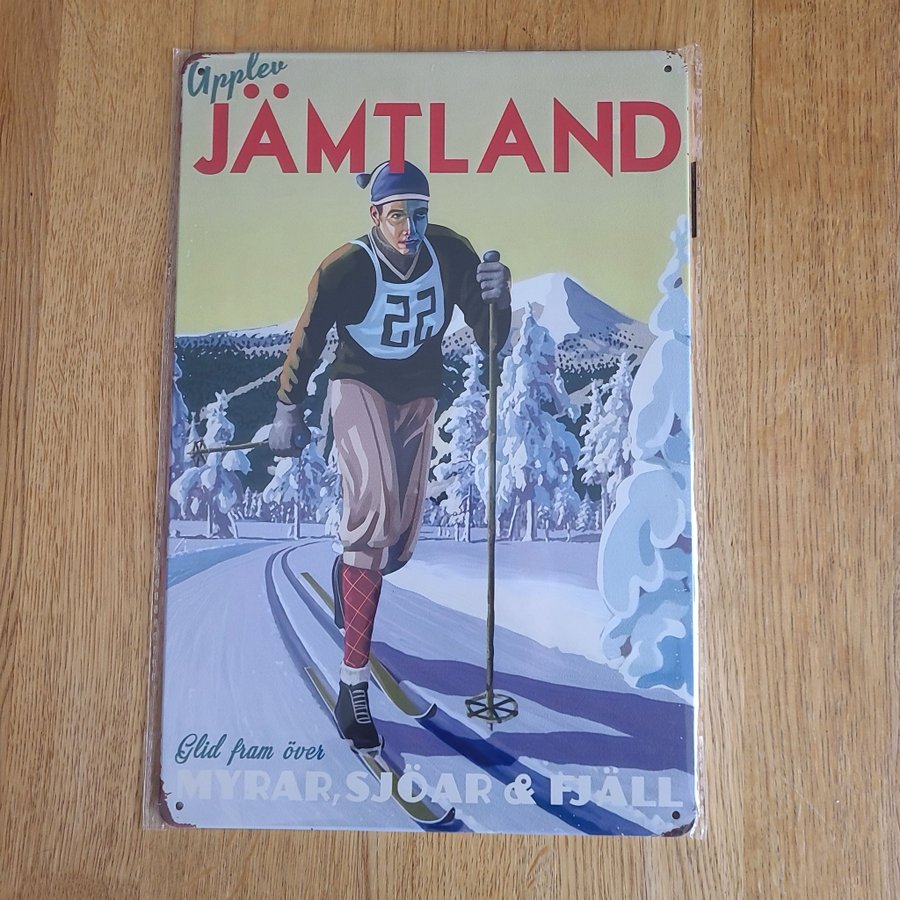 Upplev
JÄMTLAND
22
Glid fram över
MYRAR, SJÖAR & FJÄLL